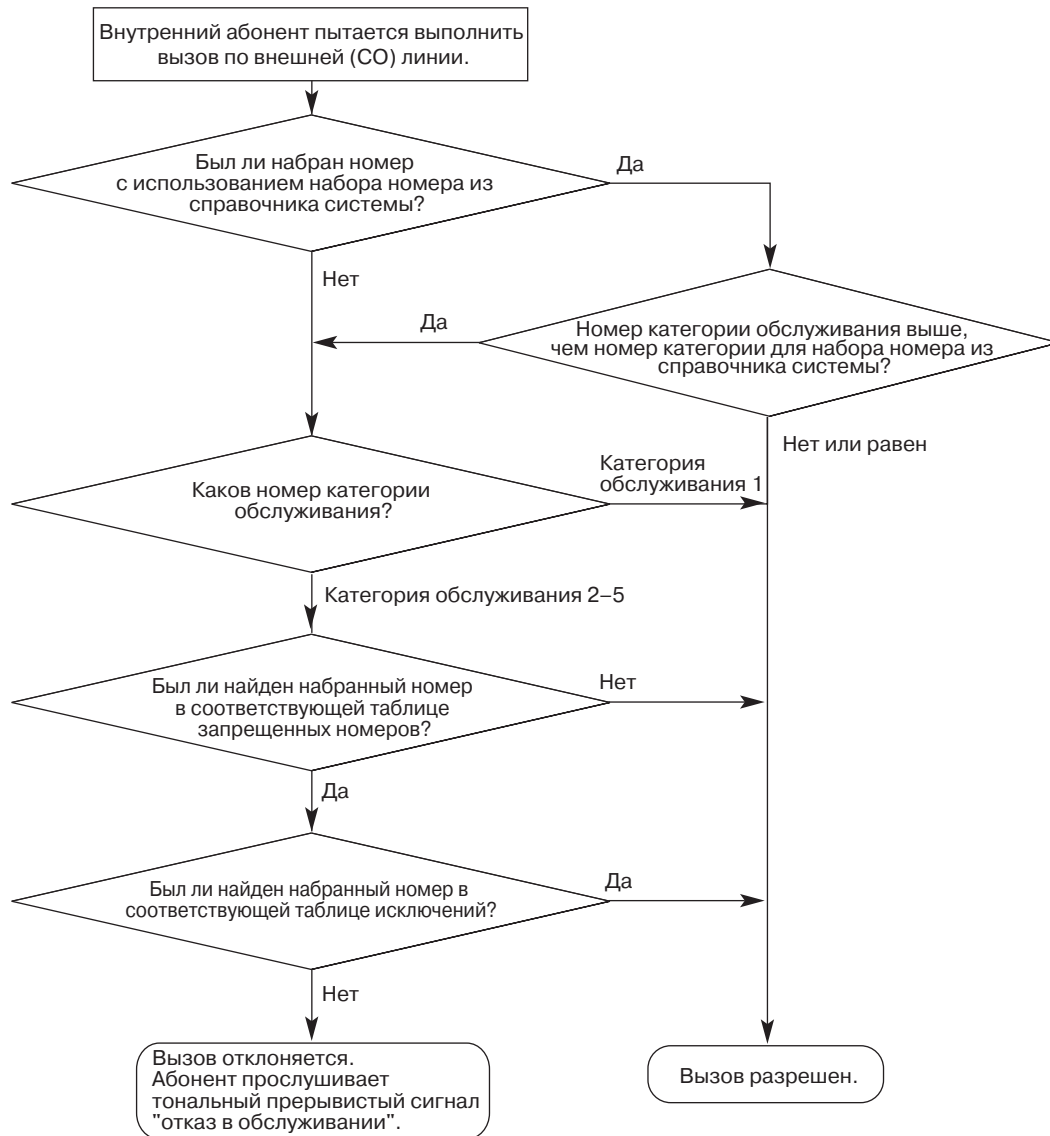 Внутренний абонент пытается выполнить
вызов по внешней (СО) линии.
Был ли набран номер
с использованием набора номера из
справочника системы?
Да
Нет
Да
Номер категории обслуживания выше,
чем номер категории для набора номера из
справочника системы?
Нет или равен
Каков номер категории
обслуживания?
Категория
обслуживания 1
Категория обслуживания 2–5
Был ли найден набранный номер
в соответствующей таблице
запрещенных номеров?
Нет
Да
Был ли найден набранный номер в
соответствующей таблице исключений?
Да
Нет
Вызов отклоняется.
Абонент прослушивает
тональный прерывистый сигнал
"отказ в обслуживании".
Вызов разрешен.